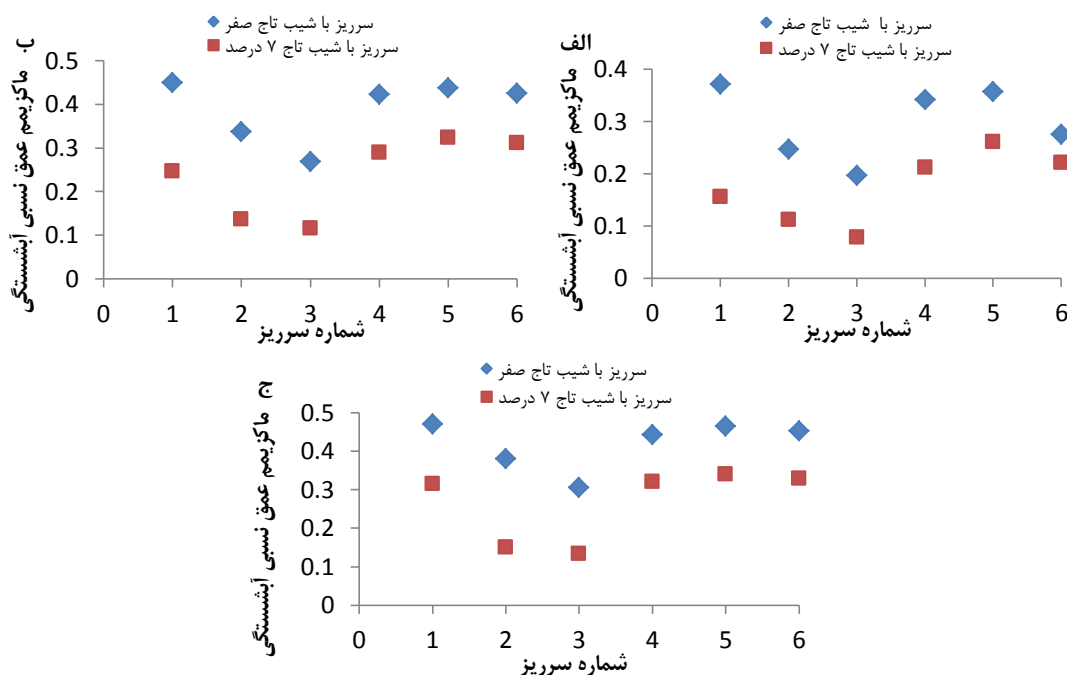 الف
سرریز با شیب تاج صفر
سرریز با شیب تاج ۷ درصد
ماکزیمم عمق نسبی آبشستگی
0.4
0.3
0.2
0.1
0
0 1 2 3 4 5 6
شماره سرریز
ب
سرریز با شیب تاج صفر
سرریز با شیب تاج ۷ درصد
ماکزیمم عمق نسبی آبشستگی
0.5
0.4
0.3
0.2
0.1
0
0 1 2 3 4 5 6
شماره سرریز
ج
سرریز با شیب تاج صفر
سرریز با شیب تاج ۷ درصد
ماکزیمم عمق نسبی آبشستگی
0.5
0.4
0.3
0.2
0.1
0
0 1 2 3 4 5 6
شماره سرریز